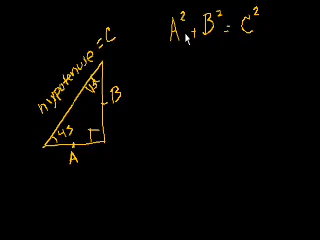 A² + B² = C²
hypotenuse = C
45
B
45
A